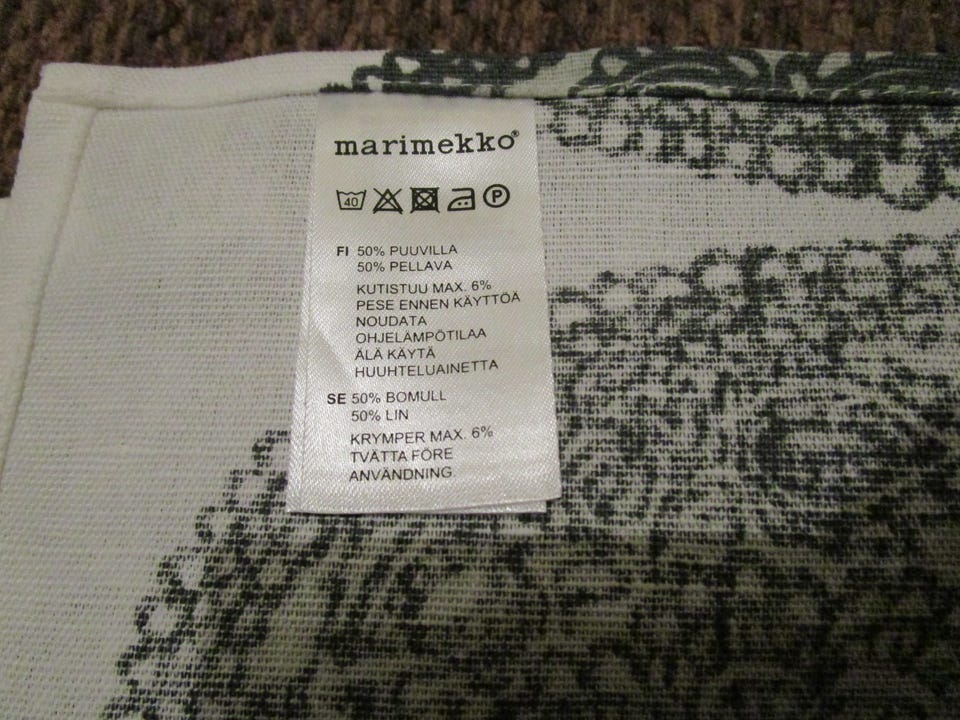 marimekko®
40 P
FI 50% PUUVILLA
50% PELLAVA
KUTISTUU MAX. 6%
PESE ENNEN KÄYTTÖÄ
NOUDATA
OHJELÄMPÖTILAA
ÄLÄ KÄYTÄ
HUUHTELUAINETTA
SE 50% BOMULL
50% LIN
KRYMPER MAX. 6%
TVÄTTA FÖRE
ANVÄNDNING.